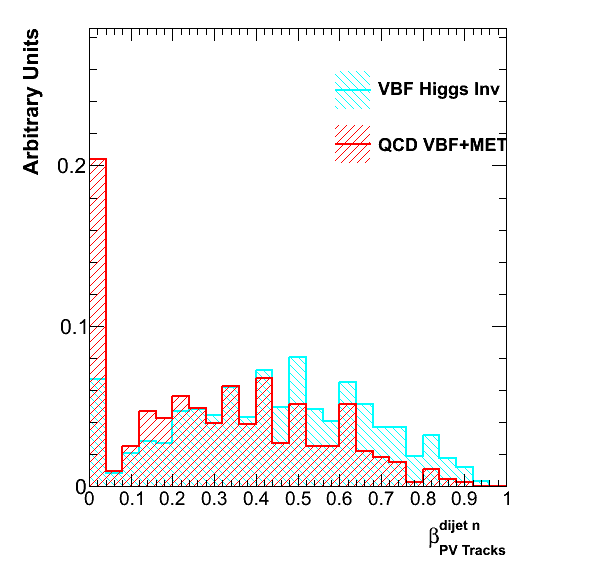 Arbitrary Units
VBF Higgs Inv
QCD VBF+MET
0.2
0.1
0
0 0.1 0.2 0.3 0.4 0.5 0.6 0.7 0.8 0.9 1
β dijet n
PV Tracks